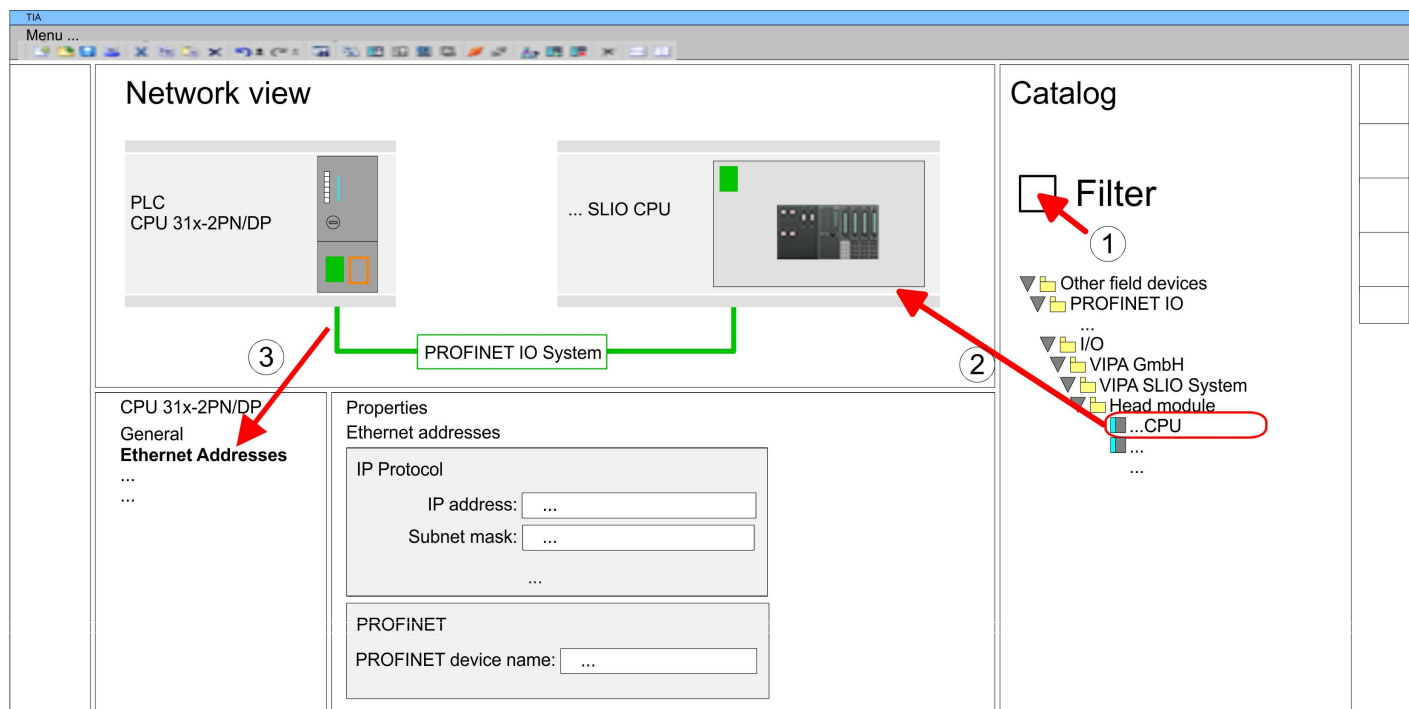 TIA
Menu ...
Network view
PLC
CPU 31x-2PN/DP
... SLIO CPU
PROFINET IO System
3
2
Catalog
Filter
1
Other field devices
PROFINET IO
...
I/O
VIPA GmbH
VIPA SLIO System
Head module
...CPU
...
...
CPU 31x-2PN/DP
General
Ethernet Addresses
...
...
Properties
Ethernet addresses
IP Protocol
IP address: ...
Subnet mask: ...
...
PROFINET
PROFINET device name: ...